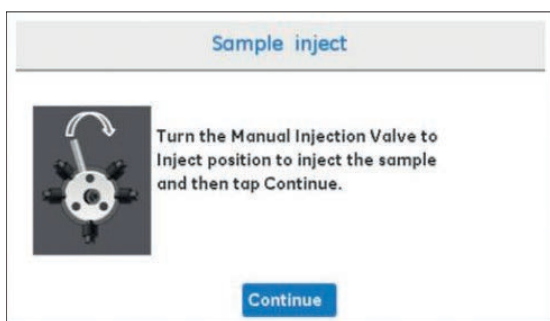 Sample inject
Turn the Manual Injection Valve to
Inject position to inject the sample
and then tap Continue.
Continue